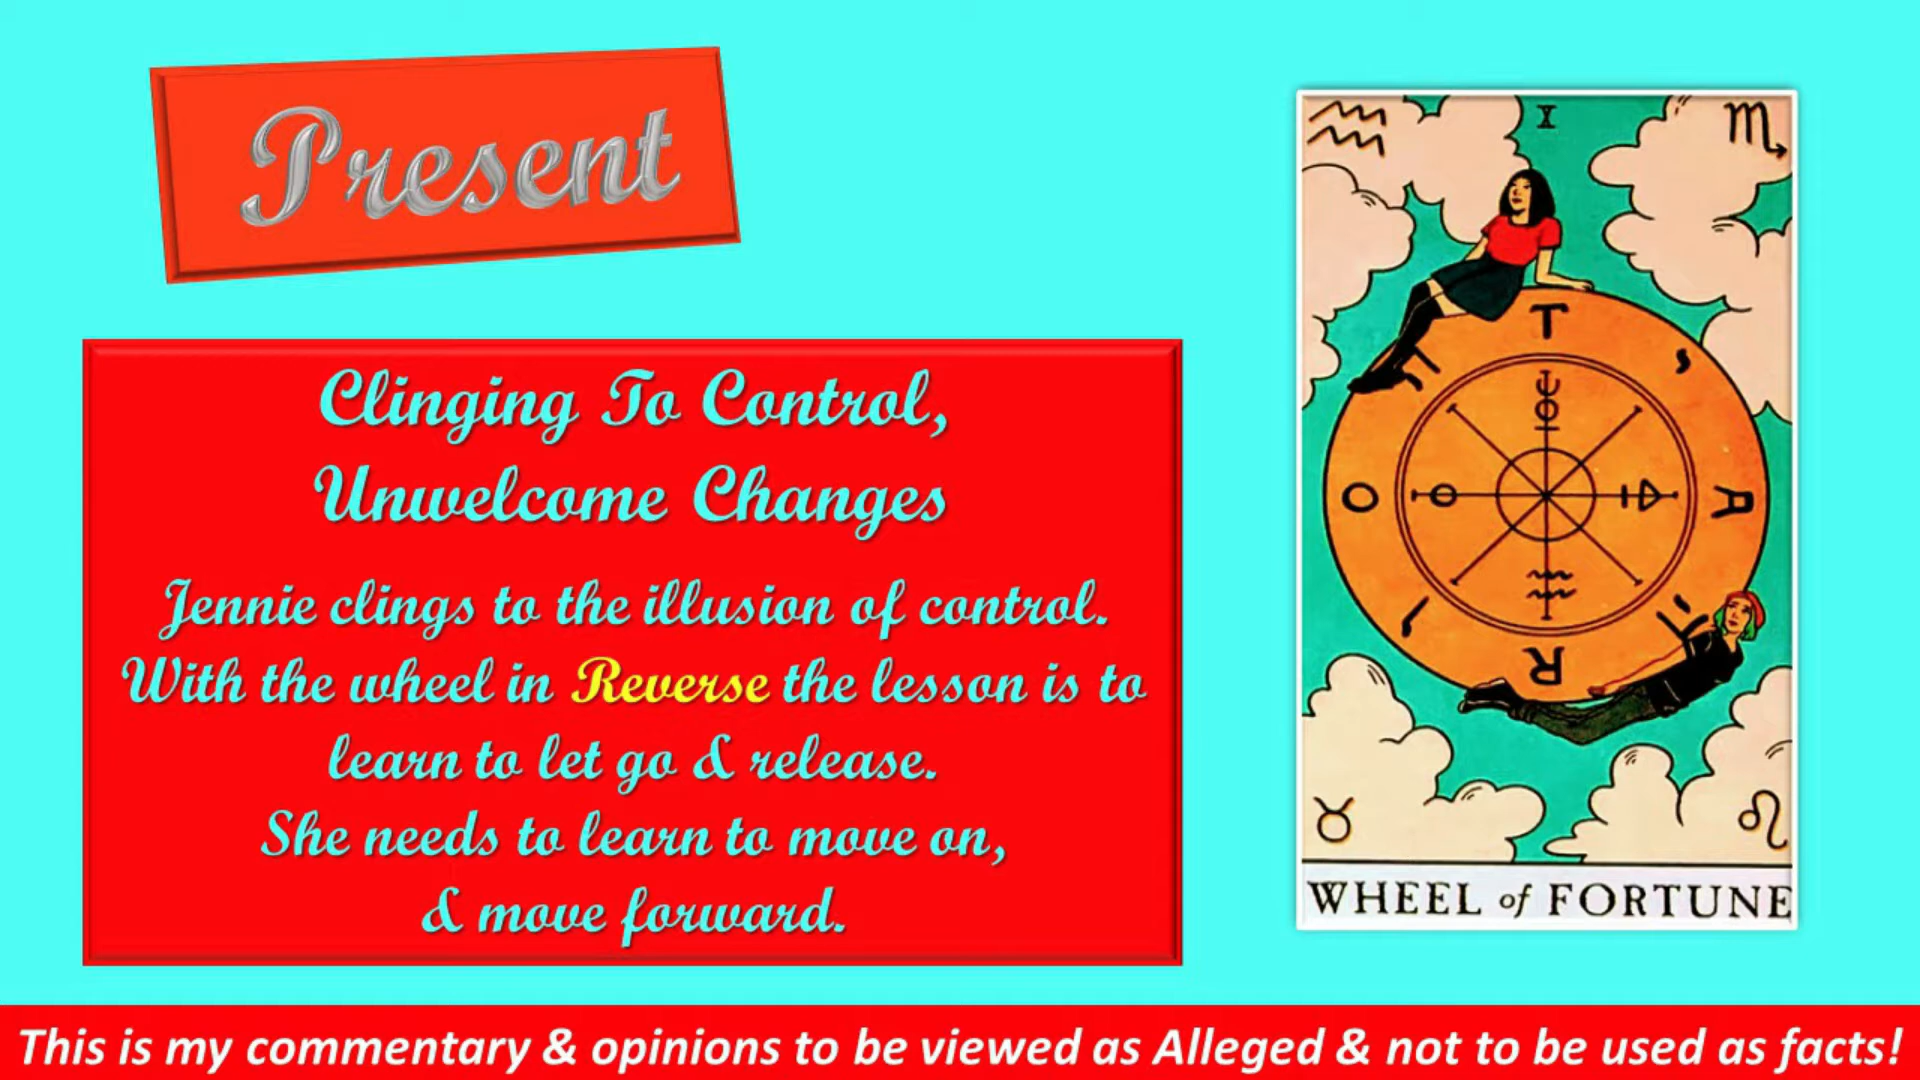 Present
Clinging To Control,
Unwelcome Changes
Jennie clings to the illusion of control.
With the wheel in Reverse the lesson is to
learn to let go & release.
She needs to learn to move on,
& move forward.
X
T
A
R
O
WHEEL of FORTUNE
This is my commentary & opinions to be viewed as Alleged & not to be used as facts!